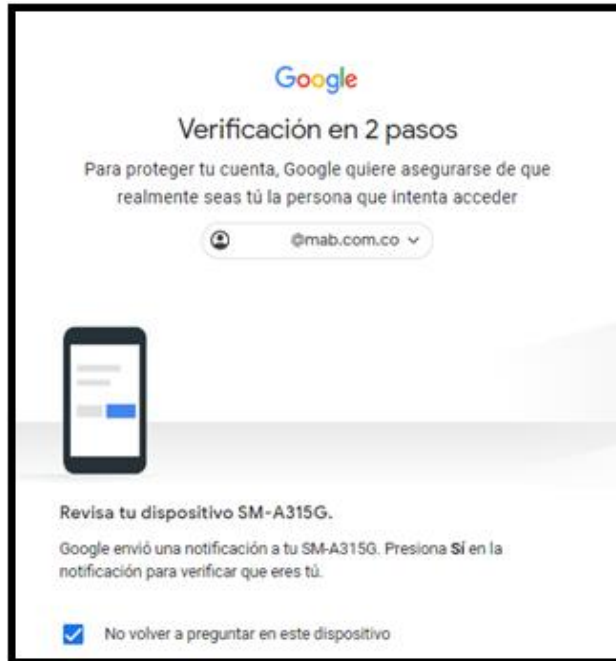 Google
Verificación en 2 pasos
Para proteger tu cuenta, Google quiere asegurarse de que
realmente seas tú la persona que intenta acceder
@mab.com.co
Revisa tu dispositivo SM-A315G.
Google envió una notificación a tu SM-A315G. Presiona Sí en la
notificación para verificar que eres tú.
No volver a preguntar en este dispositivo